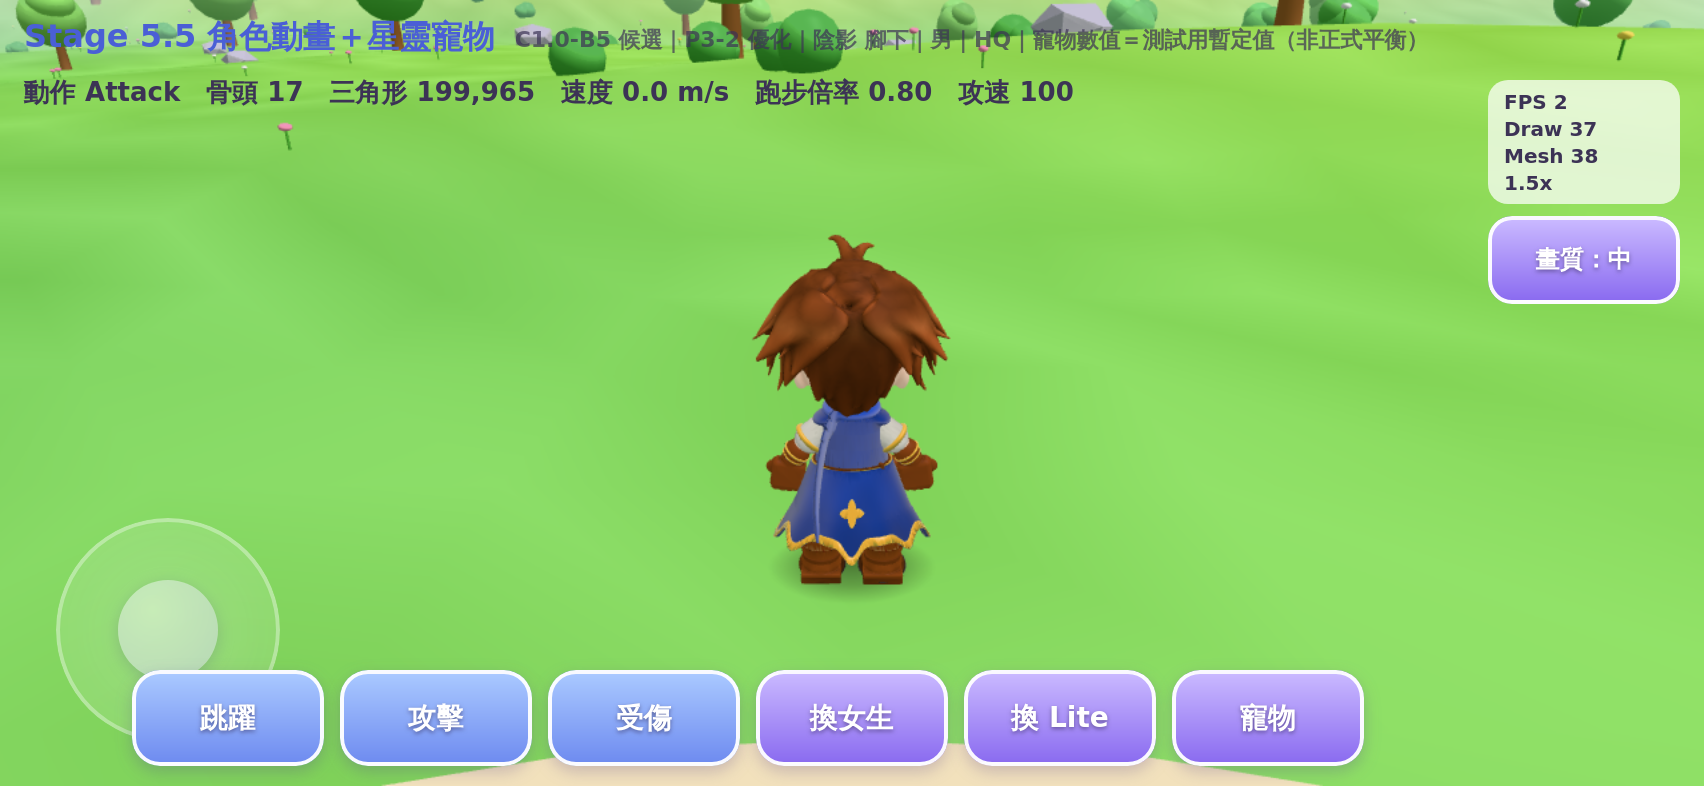 Stage 5.5 角色動畫+星靈寵物 C1.0-B5 候選|P3-2 優化|陰影 腳下|男|HQ|寵物數值=測試用暫定值(非正式平衡)
動作 Attack 骨頭 17 三角形 199,965 速度 0.0 m/s 跑步倍率 0.80 攻速 100
FPS 2
Draw 37
Mesh 38
1.5x
畫質:中
跳躍 攻擊 受傷 換女生 換 Lite 寵物